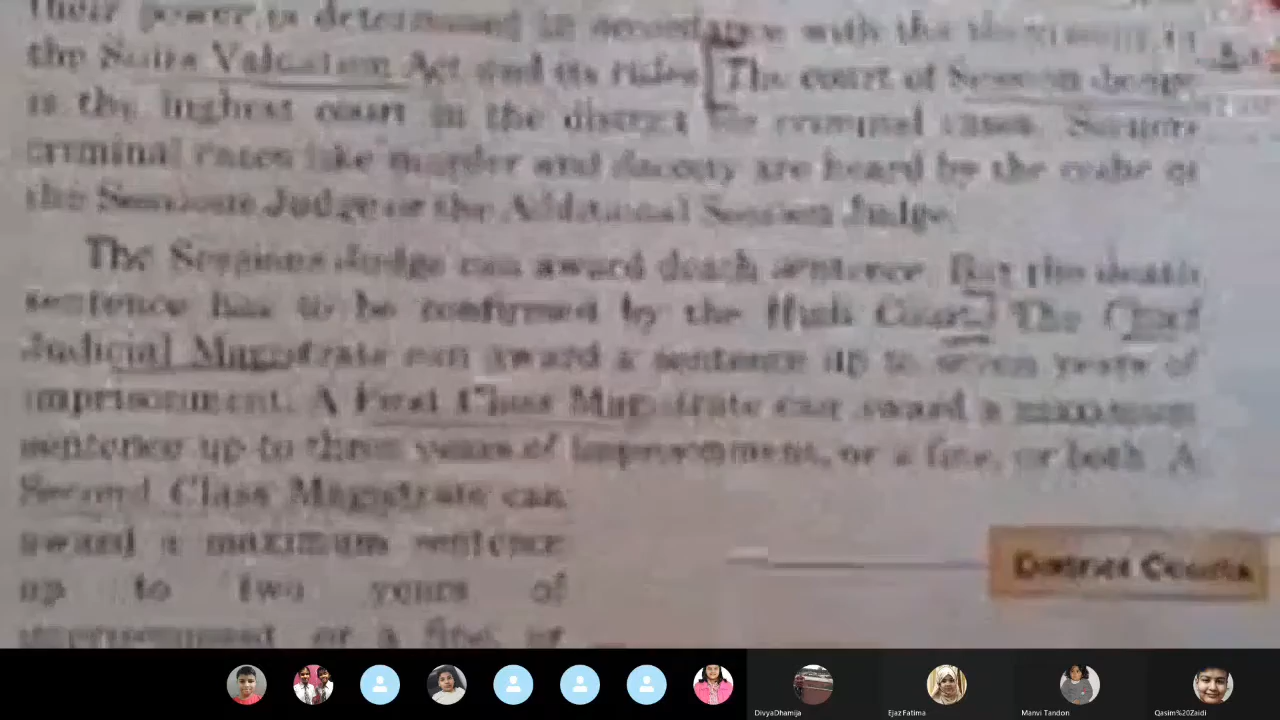 Their power is determined in accordance with the
the Suits Valuation Act and its rules. The court of Session Judge
is the highest court in the district for criminal cases. Serious
criminal cases like murder and dacoity are heard by the
the Sessions Judge or the Additional Session Judge.
The Sessions Judge can award death sentence. But the death
sentence has to be confirmed by the High Court. The Chief
Judicial Magistrate can award a sentence up to seven years of
imprisonment. A First Class Magistrate can award a maximum
sentence up to three years of imprisonment, or a fine, or both. A
Second Class Magistrate can
award a maximum sentence
up to two years of
imprisonment or a fine, or
District Courts
DivyaDhamija
Ejaz Fatima
Manvi Tandon
Qasim%20Zaidi